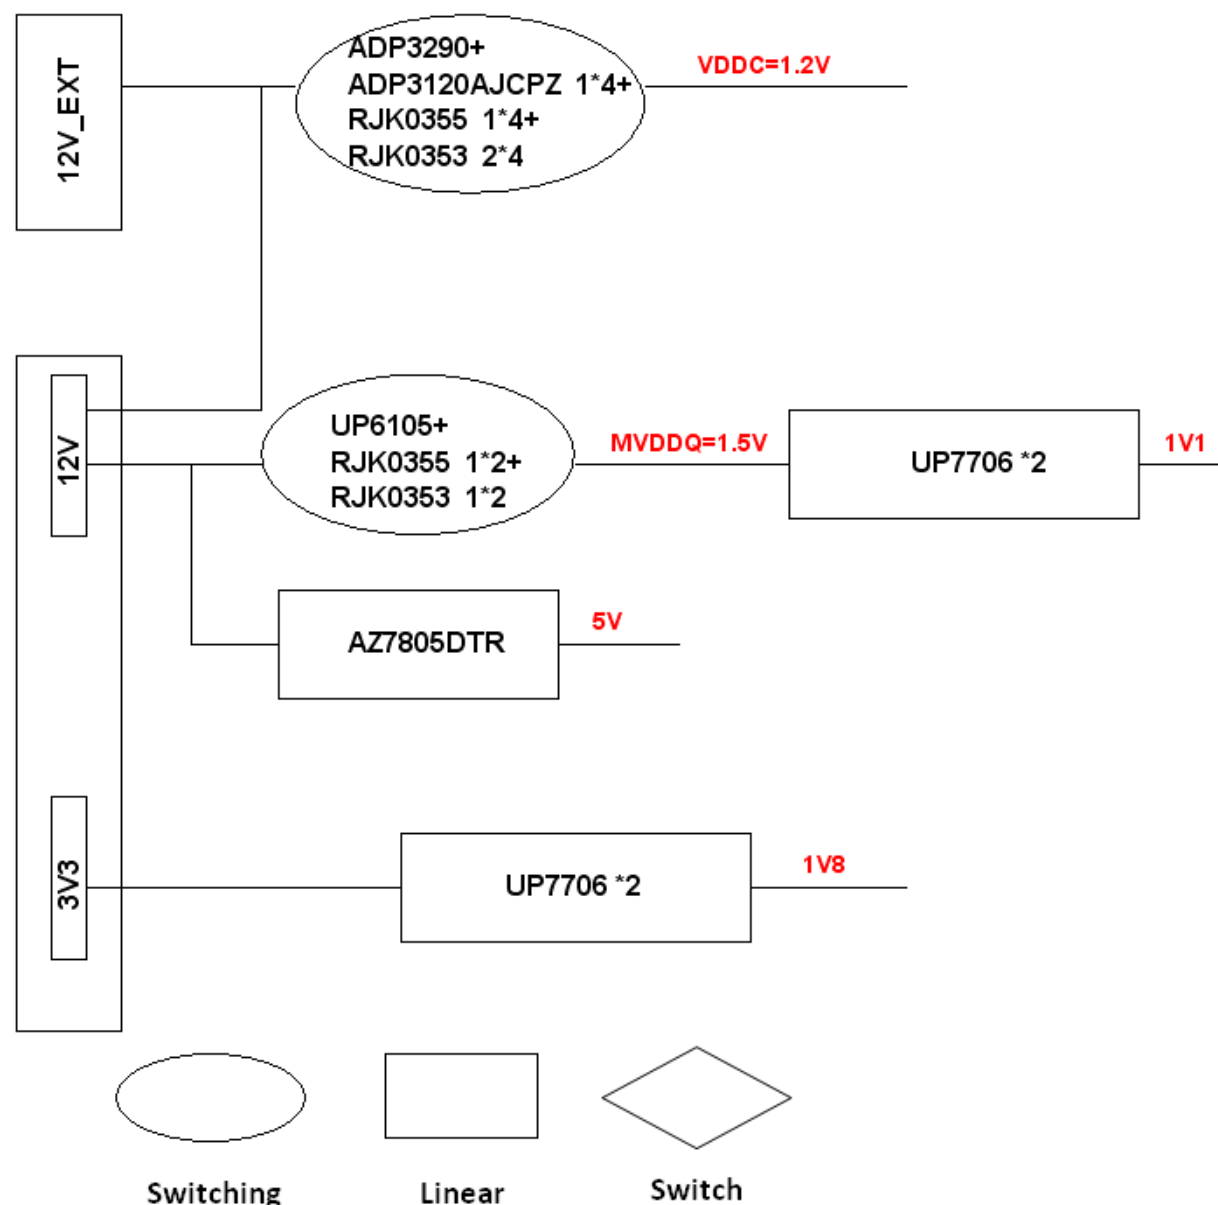 12V_EXT
ADP3290+
ADP3120AJCPZ 1*4+
RJK0355 1*4+
RJK0353 2*4
VDDC=1.2V
12V
UP6105+
RJK0355 1*2+
RJK0353 1*2
MVDDQ=1.5V
UP7706 *2
1V1
AZ7805DTR
5V
3V3
UP7706 *2
1V8
Switching
Linear
Switch